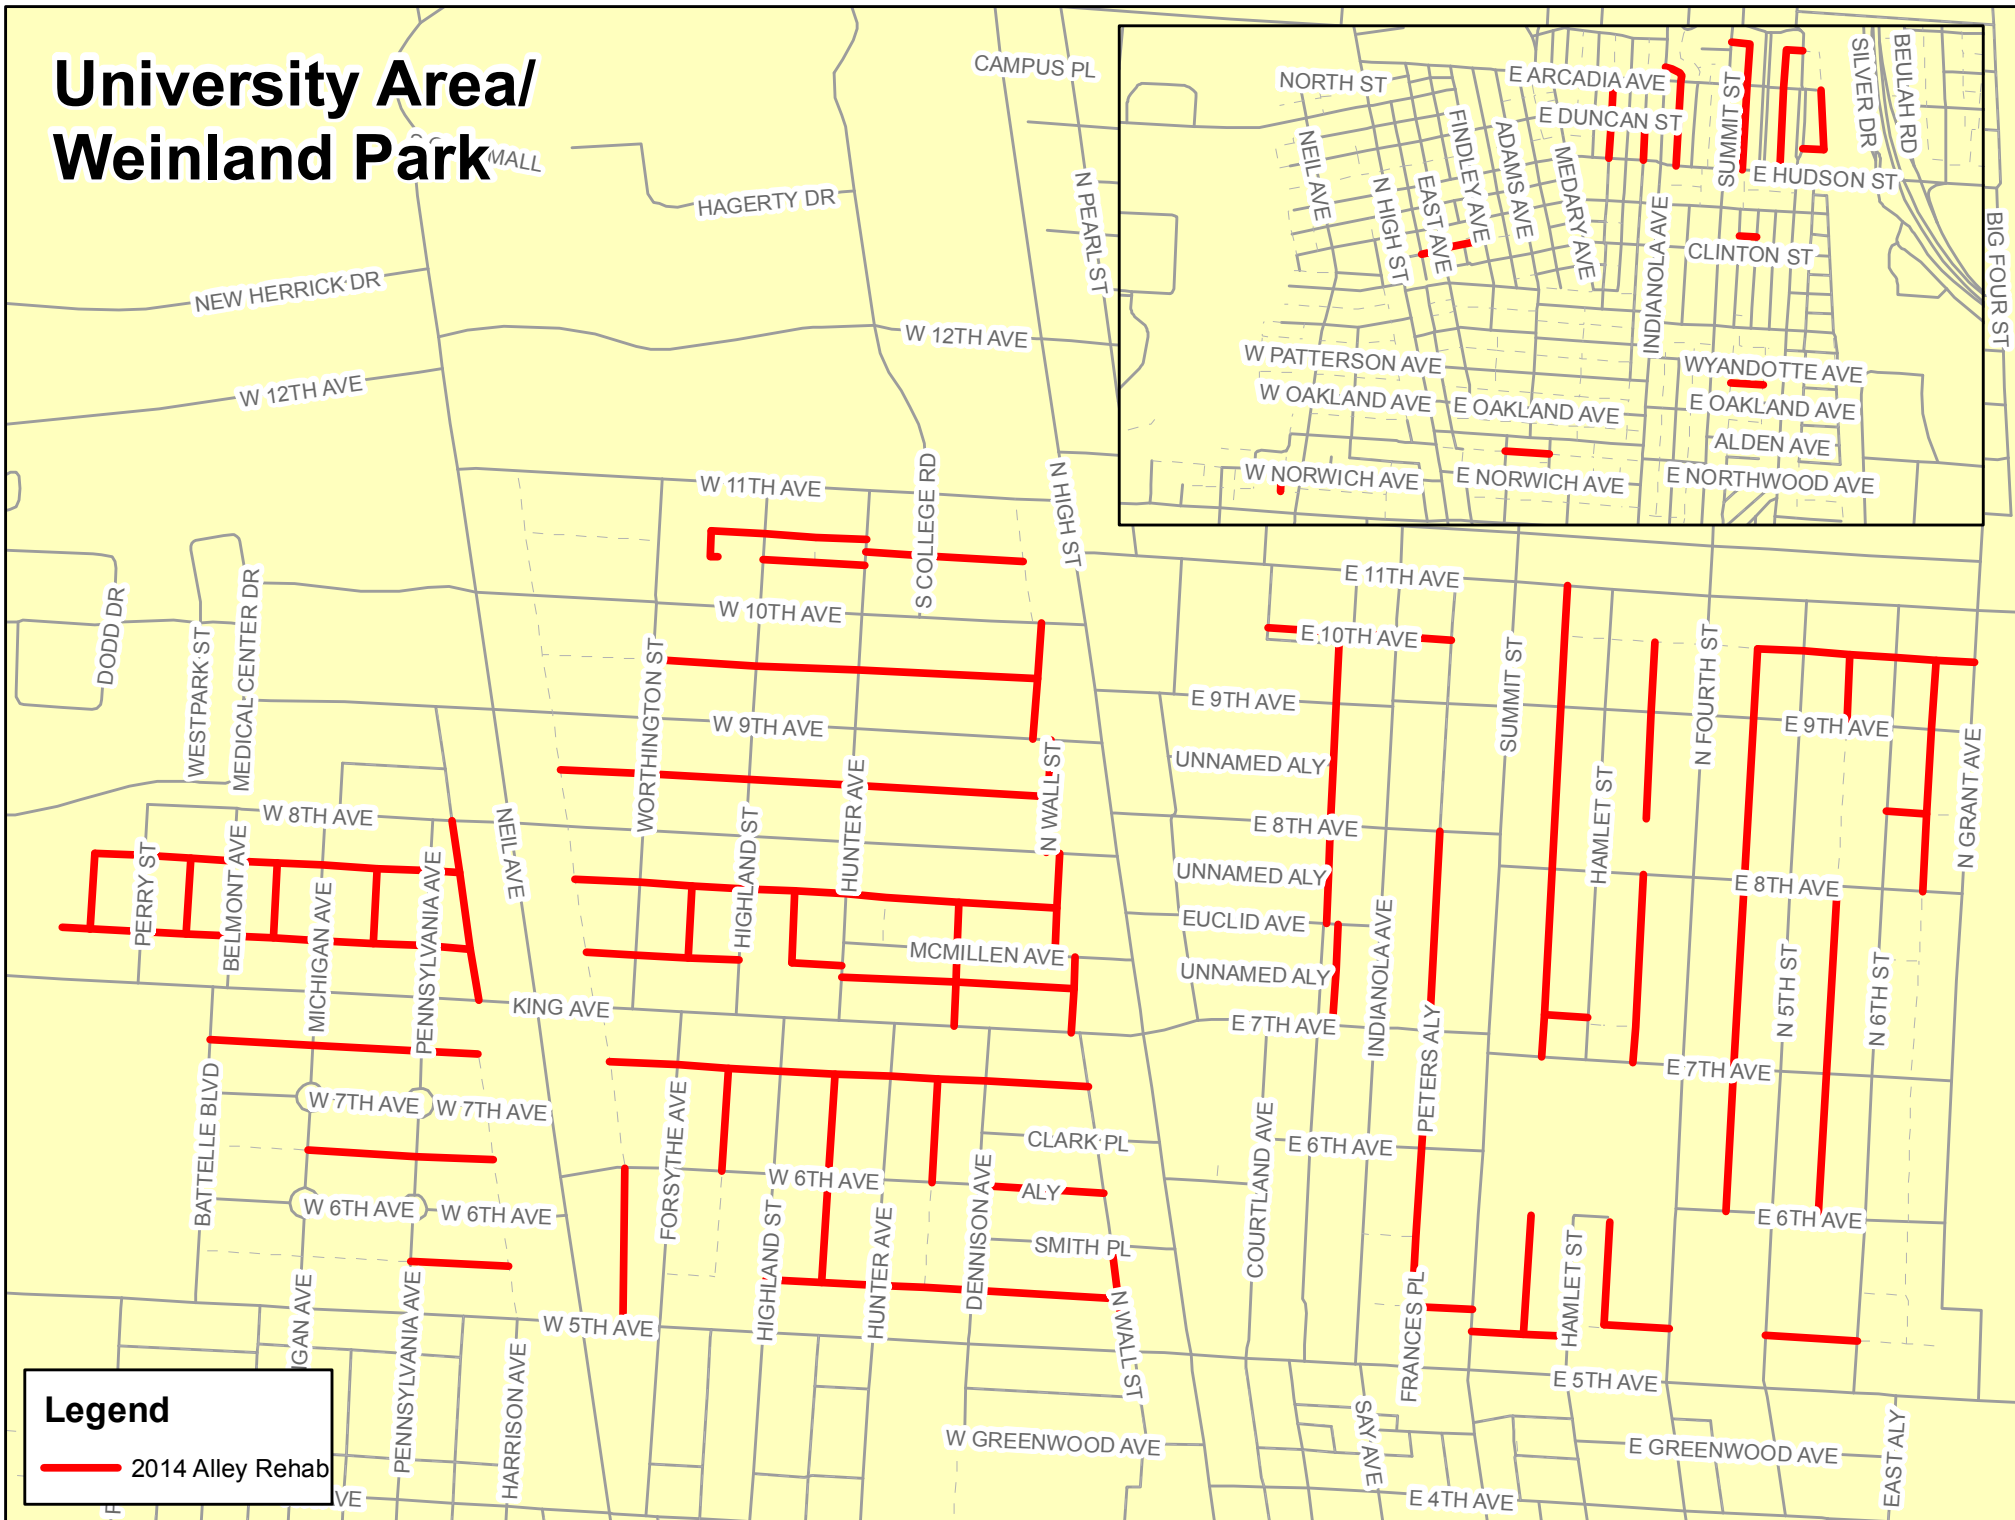 University Area/
Weinland Park
MALL
CAMPUS PL
HAGERTY DR
NEW HERRICK DR
W 12TH AVE
W 12TH AVE
N PEARL ST
NORTH ST
E ARCADIA AVE
E DUNCAN ST
SUMMIT ST
SILVER DR
BEULAH RD
NEIL AVE
N HIGH ST
EAST AVE
FINDLEY AVE
ADAMS AVE
MEDARY AVE
INDIANOLA AVE
E HUDSON ST
CLINTON ST
BIG FOUR ST
W PATTERSON AVE
WYANDOTTE AVE
W OAKLAND AVE
E OAKLAND AVE
E OAKLAND AVE
ALDEN AVE
W NORWICH AVE
E NORWICH AVE
E NORTHWOOD AVE
W 11TH AVE
S COLLEGE RD
N HIGH ST
E 11TH AVE
DODD DR
WESTPARK ST
MEDICAL CENTER DR
W 10TH AVE
E 10TH AVE
WORTHINGTON ST
SUMMIT ST
N FOURTH ST
W 9TH AVE
E 9TH AVE
E 9TH AVE
N GRANT AVE
UNNAMED ALY
HUNTER AVE
N WALL ST
HAMLET ST
W 8TH AVE
NEIL AVE
HIGHLAND ST
E 8TH AVE
PERRY ST
BELMONT AVE
MICHIGAN AVE
PENNSYLVANIA AVE
UNNAMED ALY
E 8TH AVE
EUCLID AVE
INDIANOLA AVE
MCMILLEN AVE
UNNAMED ALY
N 5TH ST
N 6TH ST
KING AVE
E 7TH AVE
PETERS ALY
E 7TH AVE
BATTELLE BLVD
W 7TH AVE
W 7TH AVE
FORSYTHE AVE
CLARK PL
COURTLAND AVE
E 6TH AVE
W 6TH AVE
DENNISON AVE
ALY
W 6TH AVE
W 6TH AVE
HIGHLAND ST
HUNTER AVE
SMITH PL
HAMLET ST
E 6TH AVE
IGAN AVE
PENNSYLVANIA AVE
W 5TH AVE
N WALL ST
FRANCES PL
E 5TH AVE
HARRISON AVE
W GREENWOOD AVE
SAY AVE
E GREENWOOD AVE
EAST ALY
E 4TH AVE
Legend
2014 Alley Rehab
VE